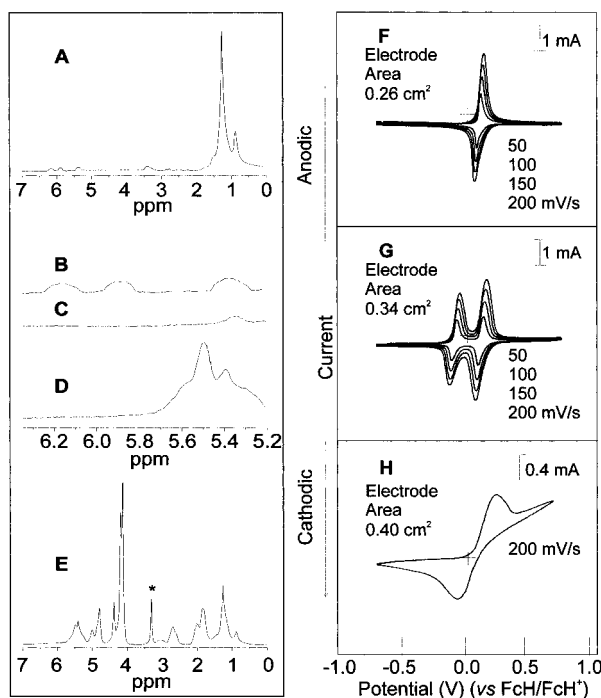 A
7 6 5 4 3 2 1 0
ppm
B
C
D
6.2 6.0 5.8 5.6 5.4 5.2
ppm
E
*
7 6 5 4 3 2 1 0
ppm
Anodic
Current
Cathodic
F
1 mA
Electrode
Area
0.26 cm²
50
100
150
200 mV/s
G
1 mA
Electrode
Area
0.34 cm²
50
100
150
200 mV/s
H
0.4 mA
Electrode
Area
0.40 cm²
200 mV/s
-1.0 -0.5 0.0 0.5 1.0
Potential (V) (vs FcH/FcH⁺)